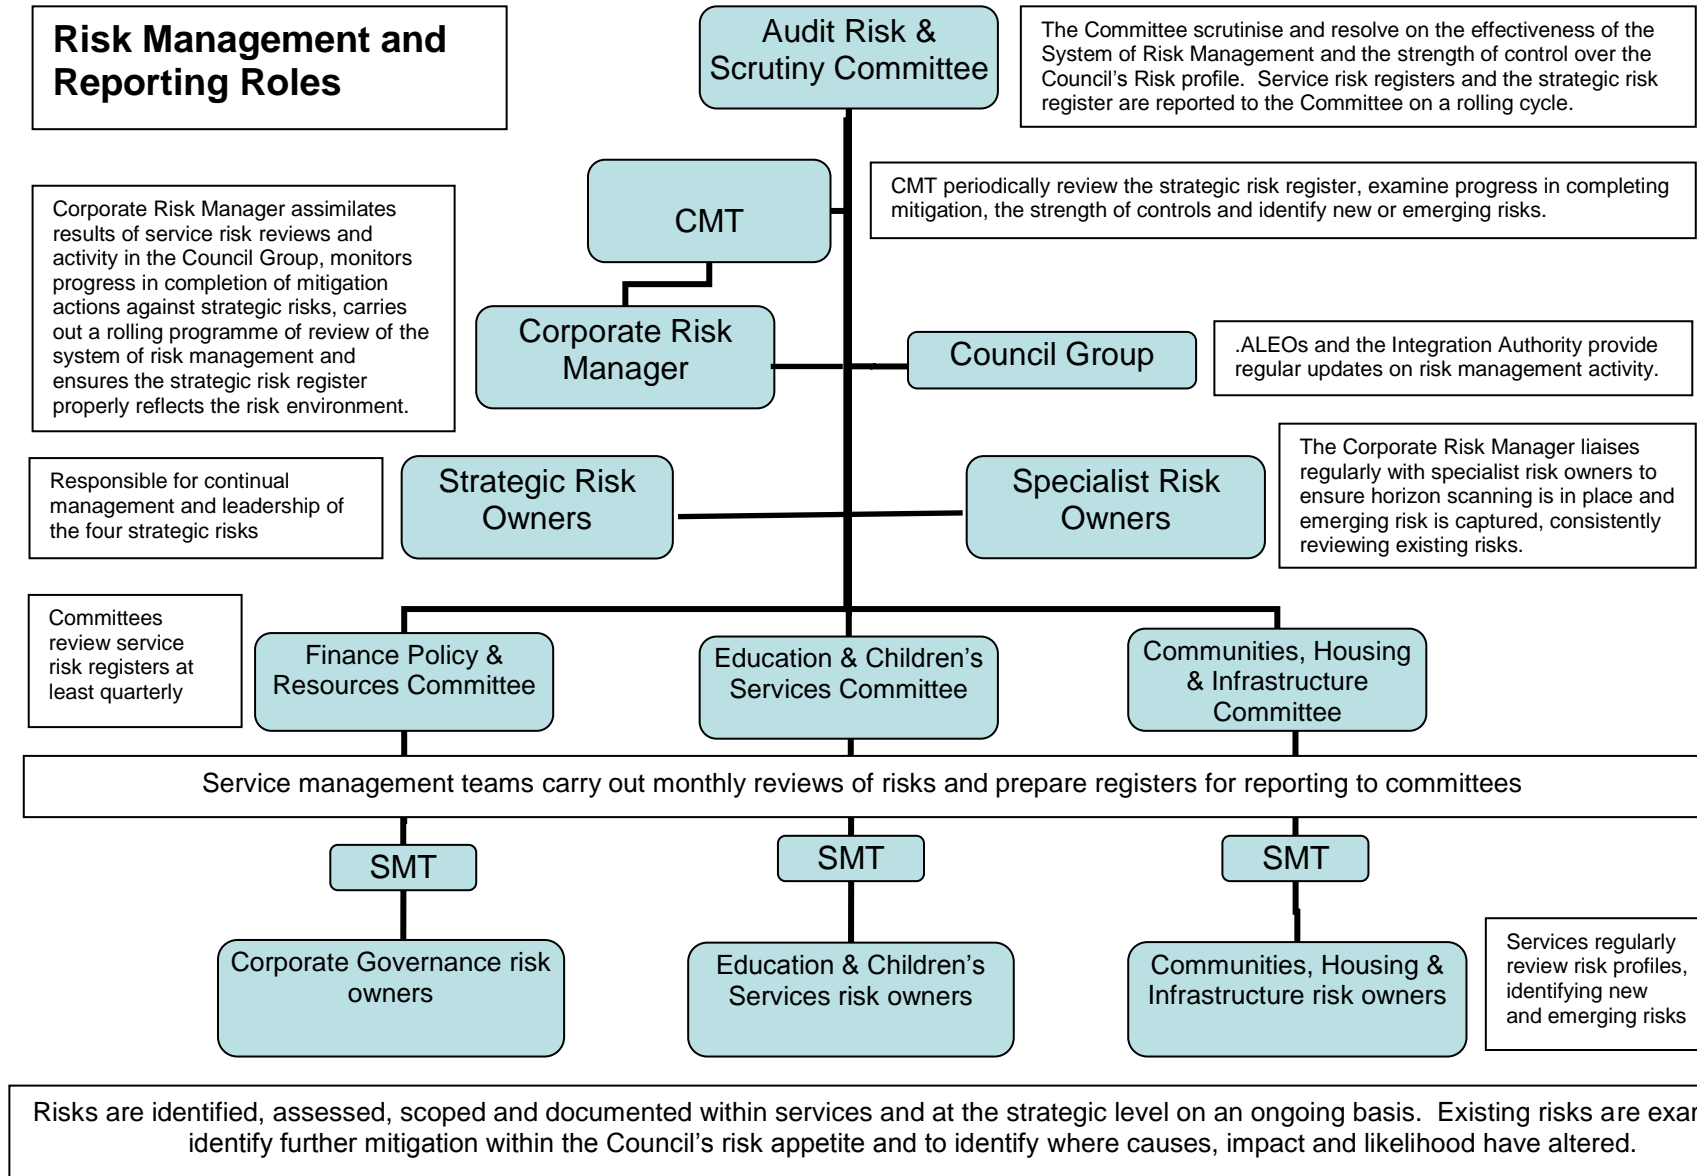 Risk Management and
Reporting Roles
Audit Risk &
Scrutiny Committee
The Committee scrutinise and resolve on the effectiveness of the
System of Risk Management and the strength of control over the
Council's Risk profile.  Service risk registers and the strategic risk
register are reported to the Committee on a rolling cycle.
CMT
CMT periodically review the strategic risk register, examine progress in completing
mitigation, the strength of controls and identify new or emerging risks.
Corporate Risk Manager assimilates
results of service risk reviews and
activity in the Council Group, monitors
progress in completion of mitigation
actions against strategic risks, carries
out a rolling programme of review of the
system of risk management and
ensures the strategic risk register
properly reflects the risk environment.
Corporate Risk
Manager
Council Group
.ALEOs and the Integration Authority provide
regular updates on risk management activity.
Responsible for continual
management and leadership of
the four strategic risks
Strategic Risk
Owners
Specialist Risk
Owners
The Corporate Risk Manager liaises
regularly with specialist risk owners to
ensure horizon scanning is in place and
emerging risk is captured, consistently
reviewing existing risks.
Committees
review service
risk registers at
least quarterly
Finance Policy &
Resources Committee
Education & Children's
Services Committee
Communities, Housing
& Infrastructure
Committee
Service management teams carry out monthly reviews of risks and prepare registers for reporting to committees
SMT
SMT
SMT
Corporate Governance risk
owners
Education & Children's
Services risk owners
Communities, Housing &
Infrastructure risk owners
Services regularly
review risk profiles,
identifying new
and emerging risks
Risks are identified, assessed, scoped and documented within services and at the strategic level on an ongoing basis.  Existing risks are
identify further mitigation within the Council's risk appetite and to identify where causes, impact and likelihood have altered.